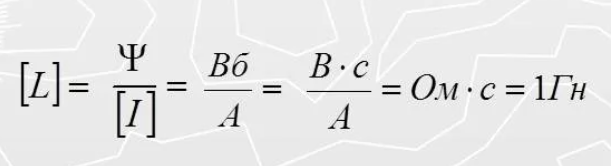 [L] = Ψ/[I] = Вб/А = В·с/А = Ом·с = 1Гн